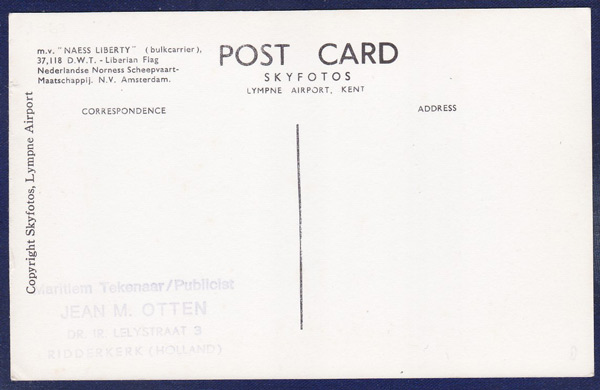 m.v. "NAESS LIBERTY" (bulkcarrier),
37,118 D.W.T. - Liberian Flag
Nederlandse Norness Scheepvaart-
Maatschappij. N.V. Amsterdam.
POST CARD
SKYFOTOS
LYMPNE AIRPORT, KENT
CORRESPONDENCE
ADDRESS
Copyright Skyfotos, Lympne Airport
Maritiem Tekenaar/Publicist
JEAN M. OTTEN
DR. IR. LELYSTRAAT 3
RIDDERKERK (HOLLAND)